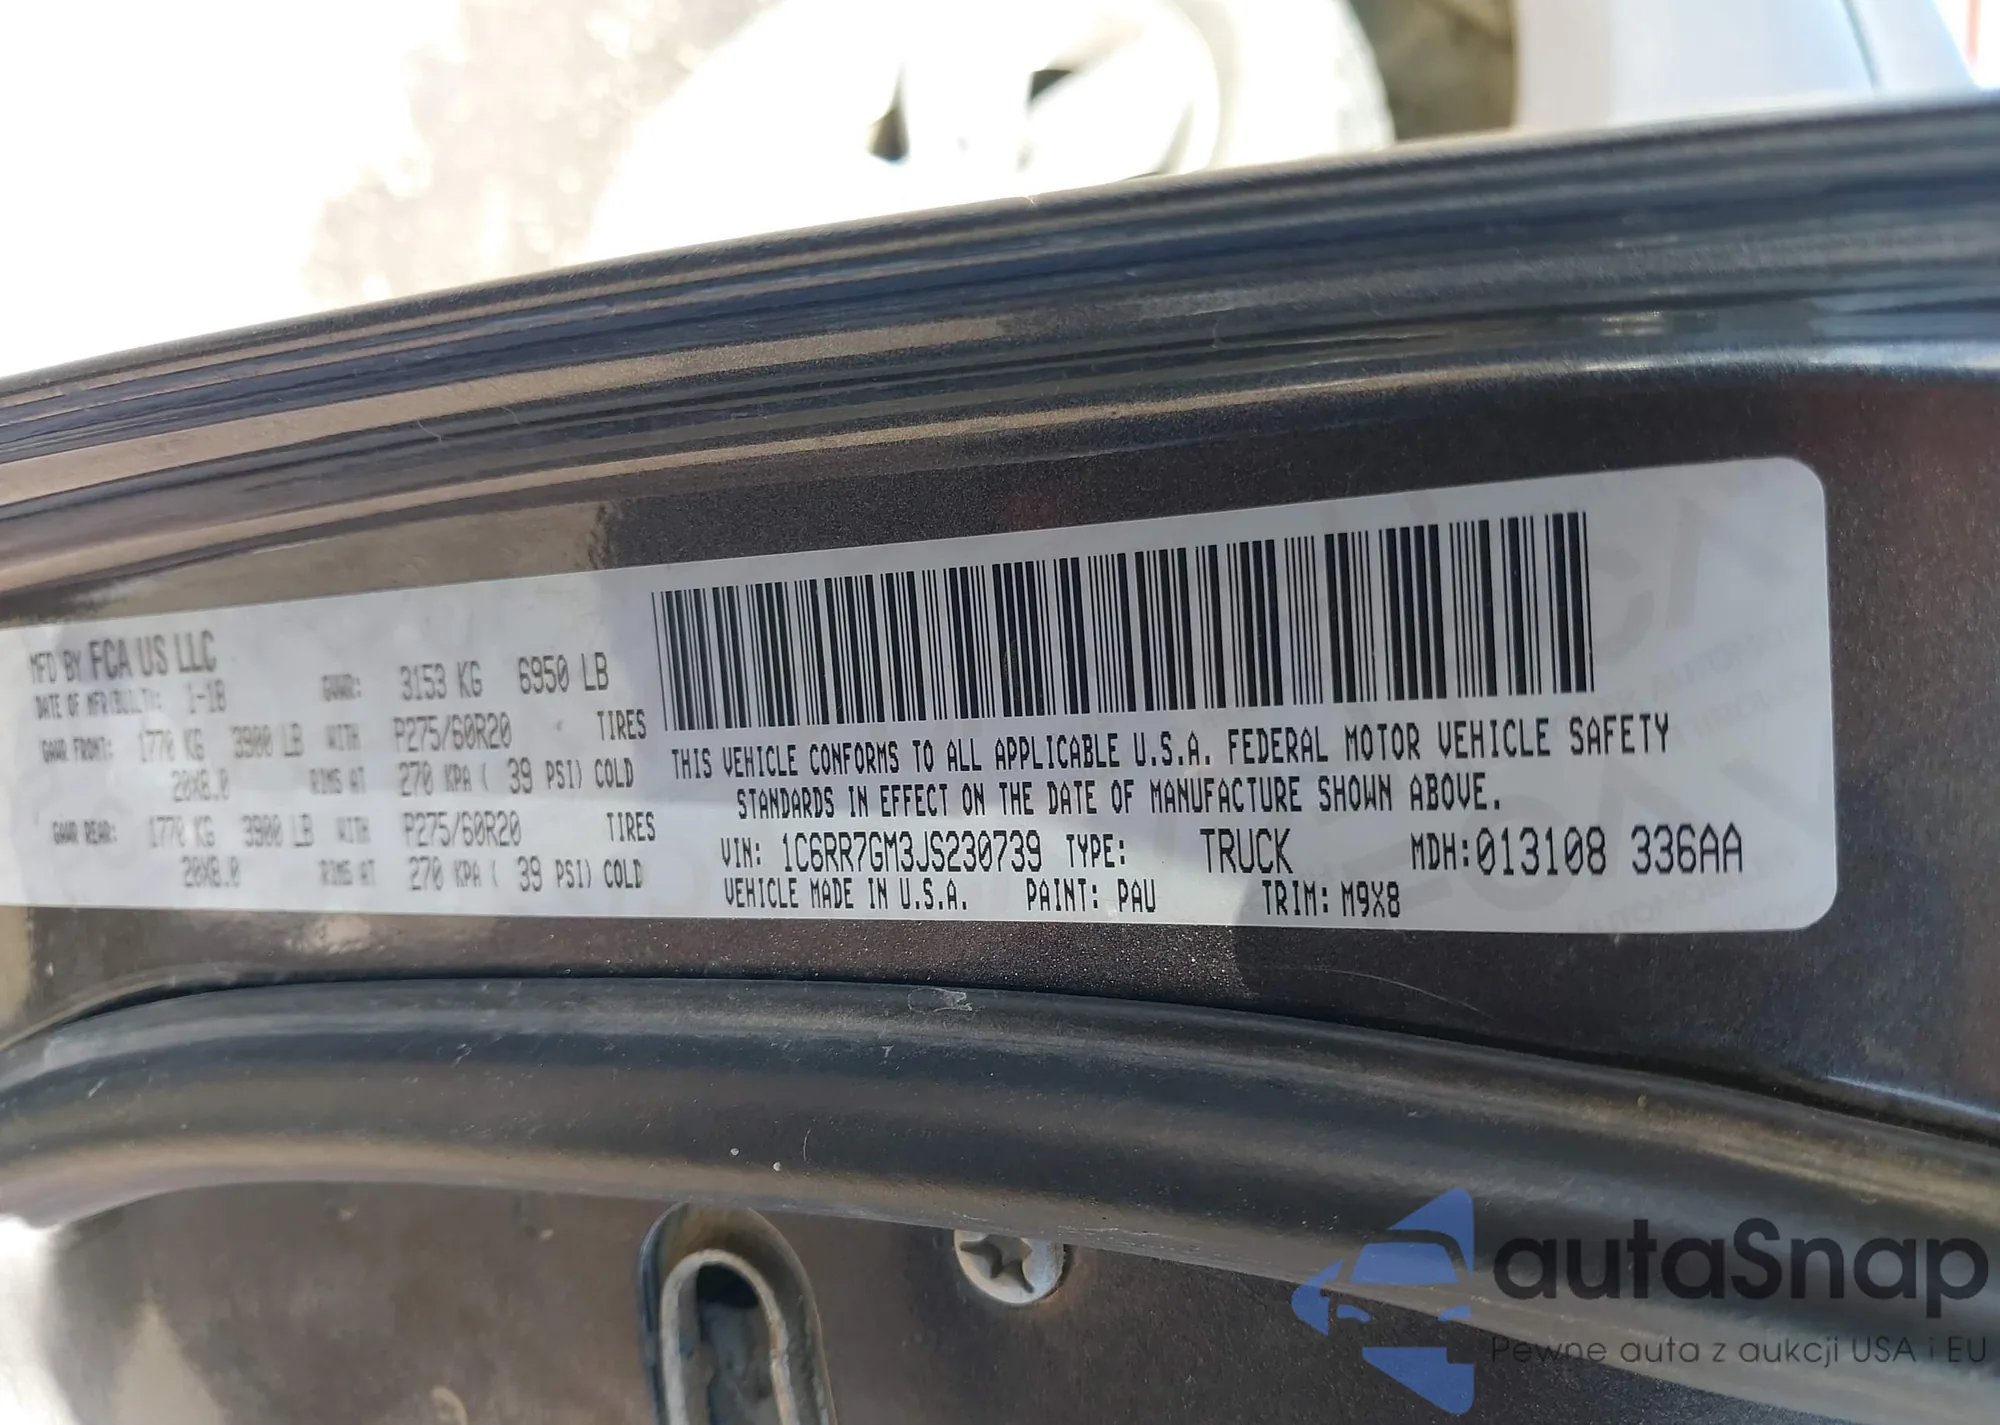 MFD BY FCA US LLC
DATE OF MFR(BUILT): 1-18 GVWR: 3153 KG 6950 LB
GAWR FRONT: 1770 KG 3900 LB WITH P275/60R20 TIRES
20X8.0 RIMS AT 270 KPA ( 39 PSI) COLD
GAWR REAR: 1770 KG 3900 LB WITH P275/60R20 TIRES
20X8.0 RIMS AT 270 KPA ( 39 PSI) COLD
THIS VEHICLE CONFORMS TO ALL APPLICABLE U.S.A. FEDERAL MOTOR VEHICLE SAFETY
STANDARDS IN EFFECT ON THE DATE OF MANUFACTURE SHOWN ABOVE.
VIN: 1C6RR7GM3JS230739 TYPE: TRUCK MDH:013108 336AA
VEHICLE MADE IN U.S.A. PAINT: PAU TRIM: M9X8
autaSnap
Pewne auta z aukcji USA i EU